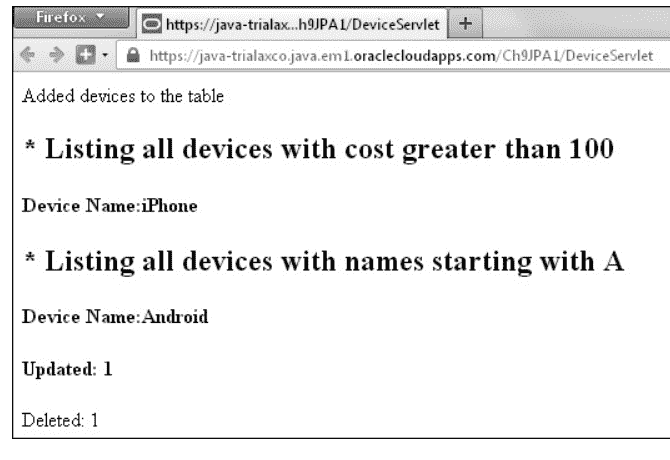 Firefox
https://java-trialax...h9JPA1/DeviceServlet
https://java-trialaxco.java.em1.oraclecloudapps.com/Ch9JPA1/DeviceServlet
Added devices to the table
* Listing all devices with cost greater than 100
Device Name:iPhone
* Listing all devices with names starting with A
Device Name:Android
Updated: 1
Deleted: 1